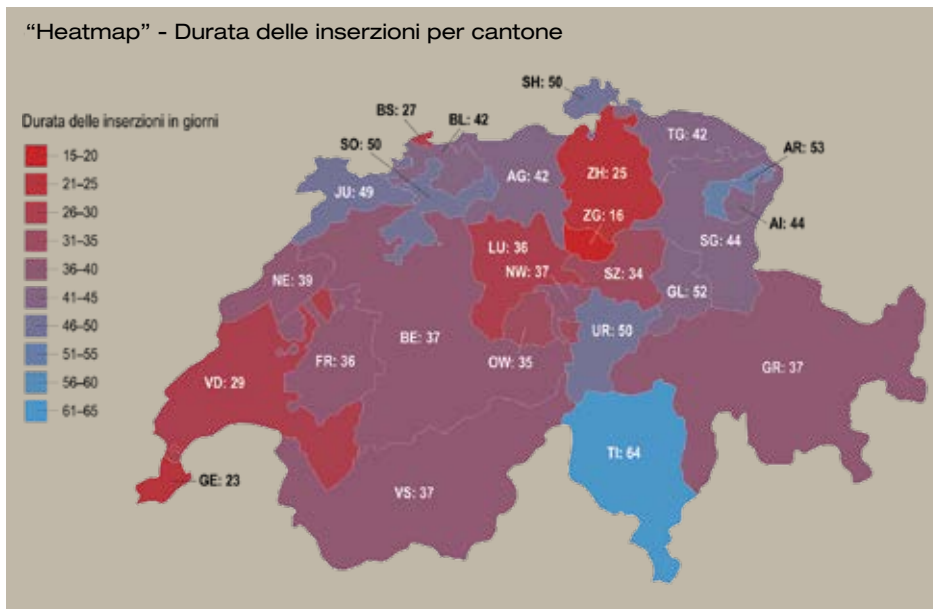 “Heatmap” - Durata delle inserzioni per cantone
Durata delle inserzioni in giorni
15–20
21–25
26–30
31–35
36–40
41–45
46–50
51–55
56–60
61–65
SH: 50
BS: 27
BL: 42
SO: 50
TG: 42
AR: 53
JU: 49
AG: 42
ZH: 25
ZG: 16
AI: 44
LU: 36
SG: 44
NW: 37
SZ: 34
NE: 39
GL: 52
BE: 37
UR: 50
FR: 36
OW: 35
GR: 37
VD: 29
TI: 64
GE: 23
VS: 37